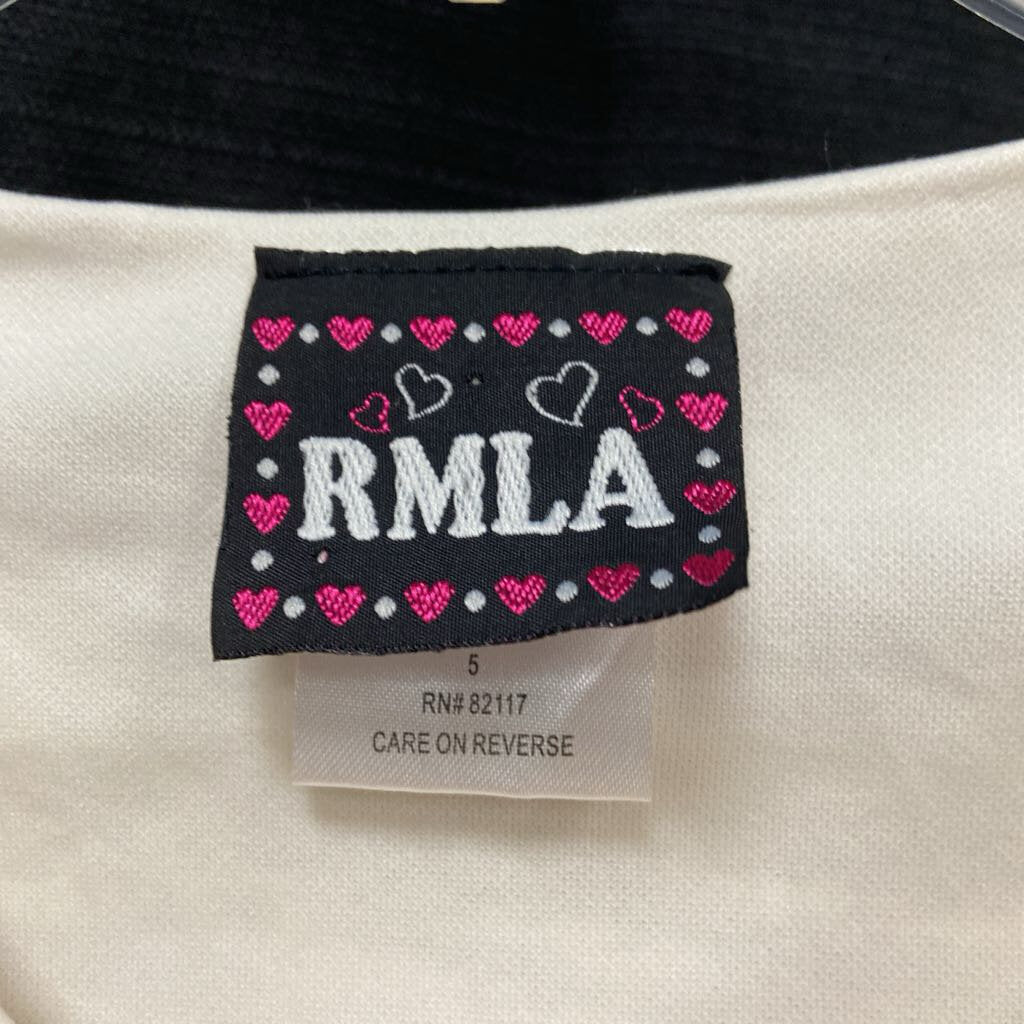 RMLA
5
RN# 82117
CARE ON REVERSE